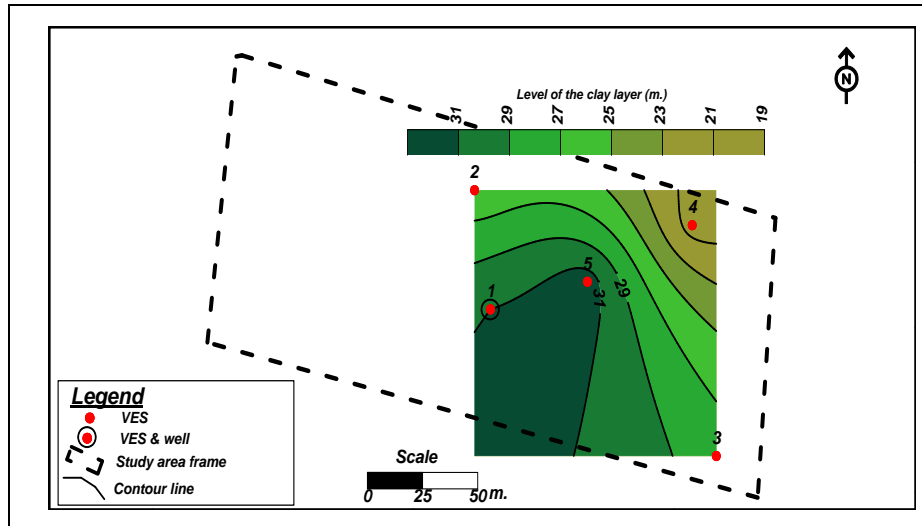 N
Level of the clay layer (m.)
31 29 27 25 23 21 19
2
4
5
1
31
29
3
Legend
VES
VES & well
Study area frame
Contour line
Scale
0 25 50 m.